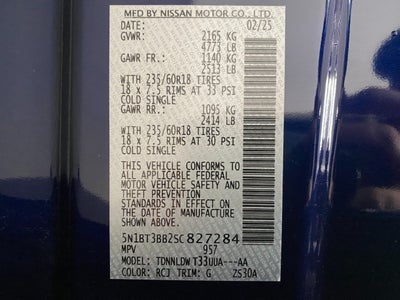 MFD BY NISSAN MOTOR CO., LTD.
DATE: 02/25
GVWR: 2165 KG
4773 LB
GAWR FR.: 1140 KG
2513 LB
WITH 235/60R18 TIRES
18 x 7.5 RIMS AT 33 PSI
COLD SINGLE
GAWR RR.: 1095 KG
2414 LB
WITH 235/60R18 TIRES
18 x 7.5 RIMS AT 30 PSI
COLD SINGLE
THIS VEHICLE CONFORMS TO
ALL APPLICABLE FEDERAL
MOTOR VEHICLE SAFETY AND
THEFT PREVENTION
STANDARDS IN EFFECT ON
THE DATE OF MANUFACTURE
SHOWN ABOVE.
5N1BT3BB2SC827284
MPV 957
MODEL: TDNNLDWT33UUA---AA
COLOR: RCJ TRIM: G ZS30A